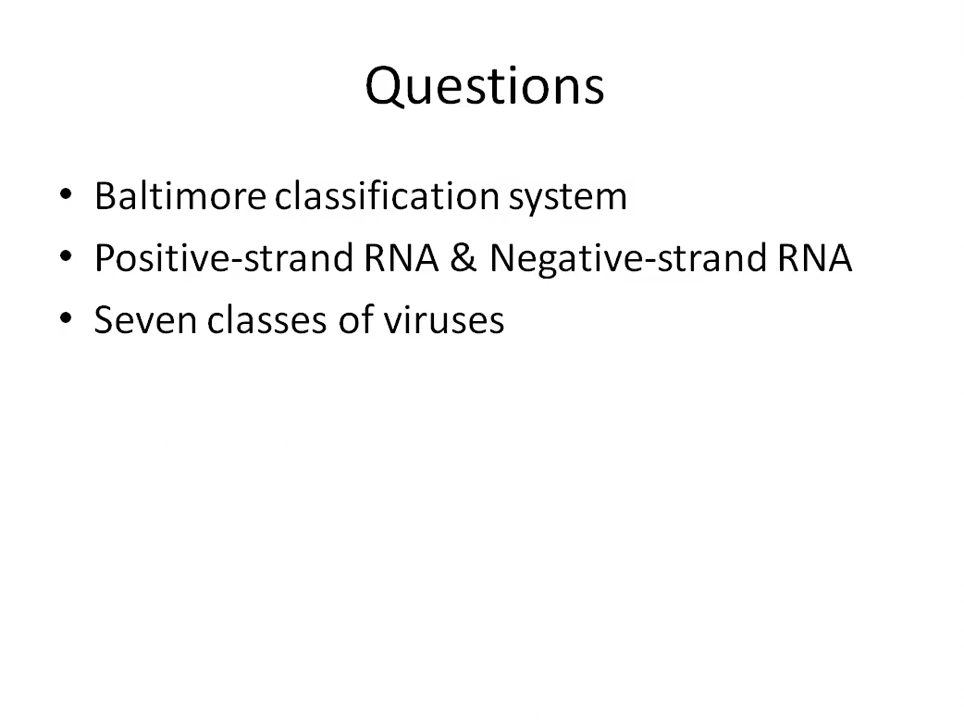 Questions
• Baltimore classification system
• Positive-strand RNA & Negative-strand RNA
• Seven classes of viruses